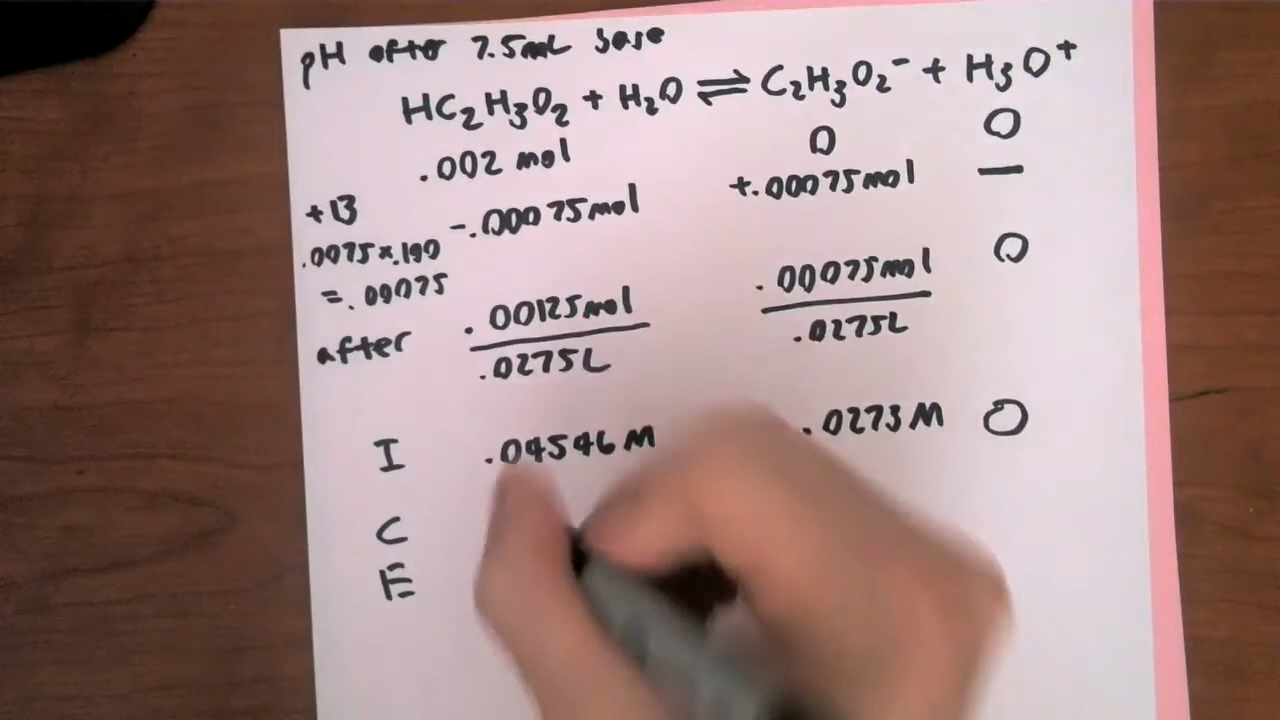 pH after 7.5mL base
HC₂H₃O₂ + H₂O ⇌ C₂H₃O₂⁻ + H₃O⁺
.002 mol 0 0
+B -.00075mol +.00075mol —
.0075x.100
=.00075
after .00125mol .00075mol 0
.0275L .0275L
I .04546M .0273M 0
C
E